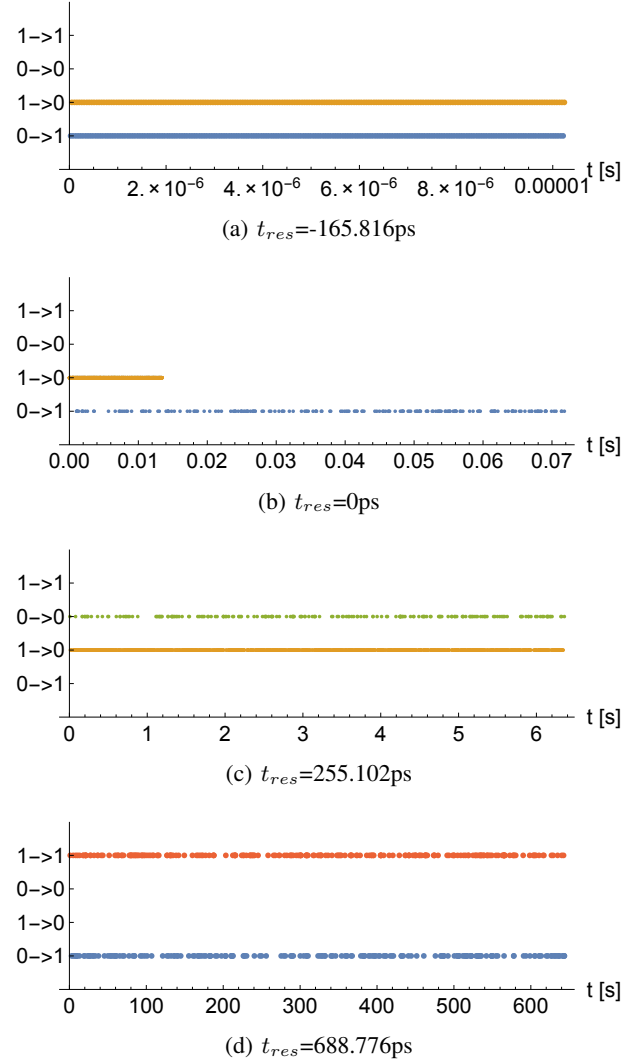 1->1
0->0
1->0
0->1
0 2.×10⁻⁶ 4.×10⁻⁶ 6.×10⁻⁶ 8.×10⁻⁶ 0.00001 t [s]
(a) t_res=-165.816ps
1->1
0->0
1->0
0->1
0.00 0.01 0.02 0.03 0.04 0.05 0.06 0.07 t [s]
(b) t_res=0ps
1->1
0->0
1->0
0->1
0 1 2 3 4 5 6 t [s]
(c) t_res=255.102ps
1->1
0->0
1->0
0->1
0 100 200 300 400 500 600 t [s]
(d) t_res=688.776ps